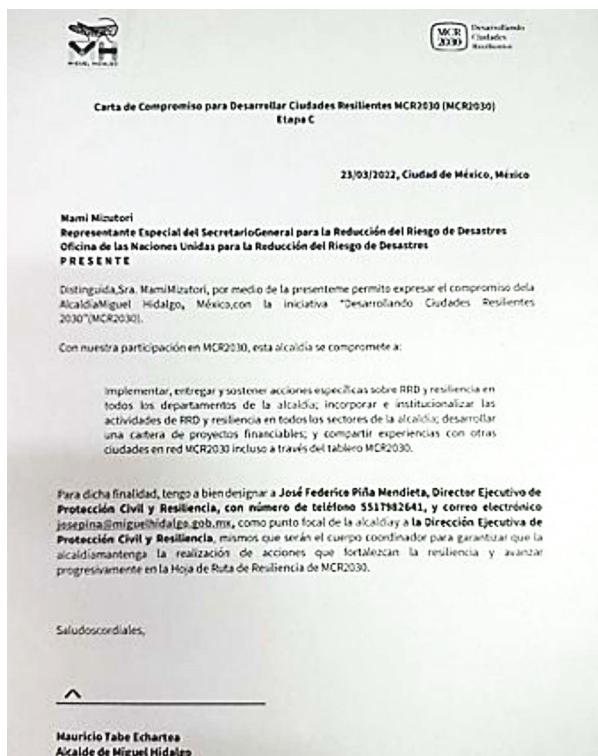 MH
MIGUEL HIDALGO
MCR
2030
Desarrollando
Ciudades
Resilientes
Carta de Compromiso para Desarrollar Ciudades Resilientes MCR2030 (MCR2030)
Etapa C
23/03/2022, Ciudad de México, México
Mami Mizutori
Representante Especial del SecretarioGeneral para la Reducción del Riesgo de Desastres
Oficina de las Naciones Unidas para la Reducción del Riesgo de Desastres
PRESENTE
Distinguida,Sra. MamiMizutori, por medio de la presenteme permito expresar el compromiso dela
AlcaldíaMiguel Hidalgo, México,con la iniciativa "Desarrollando Ciudades Resilientes
2030"(MCR2030).
Con nuestra participación en MCR2030, esta alcaldía se compromete a:
Implementar, entregar y sostener acciones específicas sobre RRD y resiliencia en
todos los departamentos de la alcaldía; incorporar e institucionalizar las
actividades de RRD y resiliencia en todos los sectores de la alcaldía; desarrollar
una cartera de proyectos financiables; y compartir experiencias con otras
ciudades en red MCR2030 incluso a través del tablero MCR2030.
Para dicha finalidad, tengo a bien designar a José Federico Piña Mendieta, Director Ejecutivo de
Protección Civil y Resiliencia, con número de teléfono 5517982641, y correo electrónico
josepina@miguelhidalgo.gob.mx, como punto focal de la alcaldíay a la Dirección Ejecutiva de
Protección Civil y Resiliencia, mismos que serán el cuerpo coordinador para garantizar que la
alcaldíamantenga la realización de acciones que fortalezcan la resiliencia y avanzar
progresivamente en la Hoja de Ruta de Resiliencia de MCR2030.
Saludoscordiales,
Mauricio Tabe Echartea
Alcalde de Miguel Hidalgo